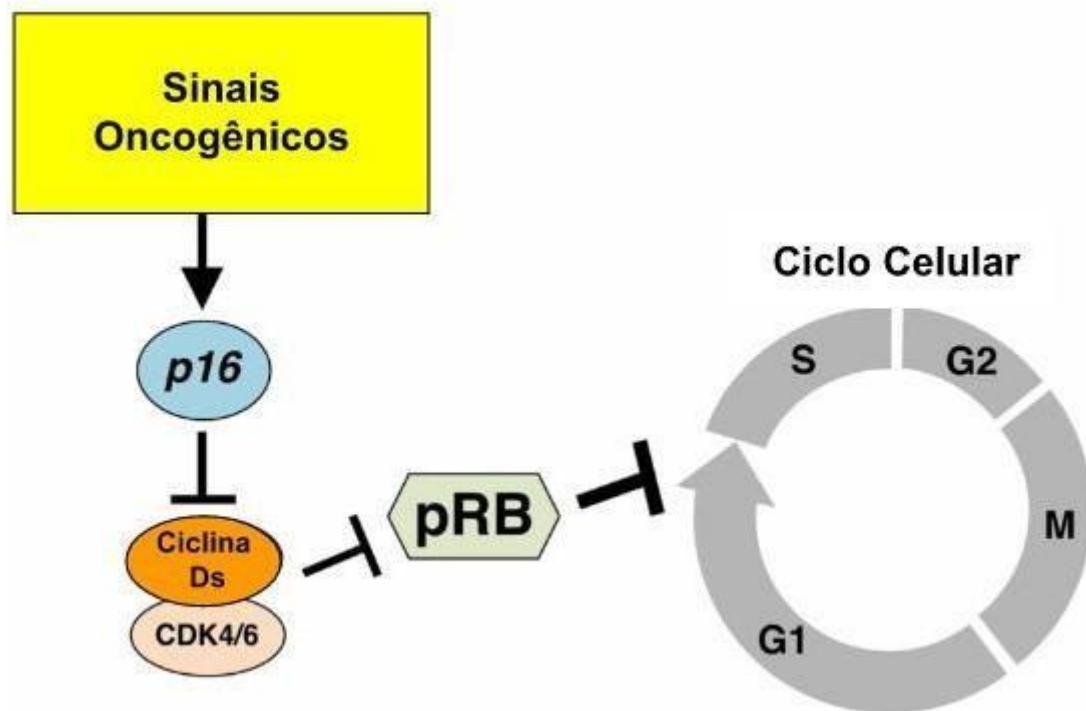 Sinais
Oncogênicos
p16
Ciclina
Ds
CDK4/6
pRB
Ciclo Celular
S
G2
M
G1